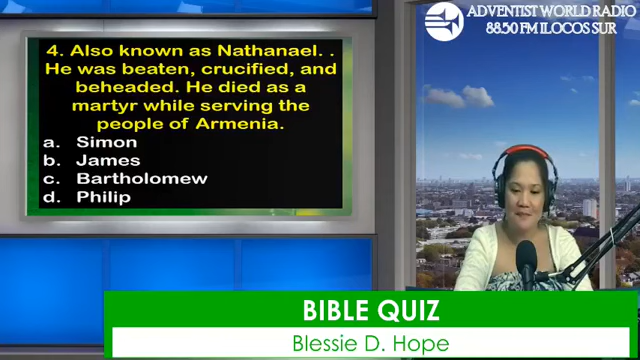 ADVENTIST WORLD RADIO
88.50 FM ILOCOS SUR
4. Also known as Nathanael. .
He was beaten, crucified, and
beheaded. He died as a
martyr while serving the
people of Armenia.
a. Simon
b. James
c. Bartholomew
d. Philip
BIBLE QUIZ
Blessie D. Hope